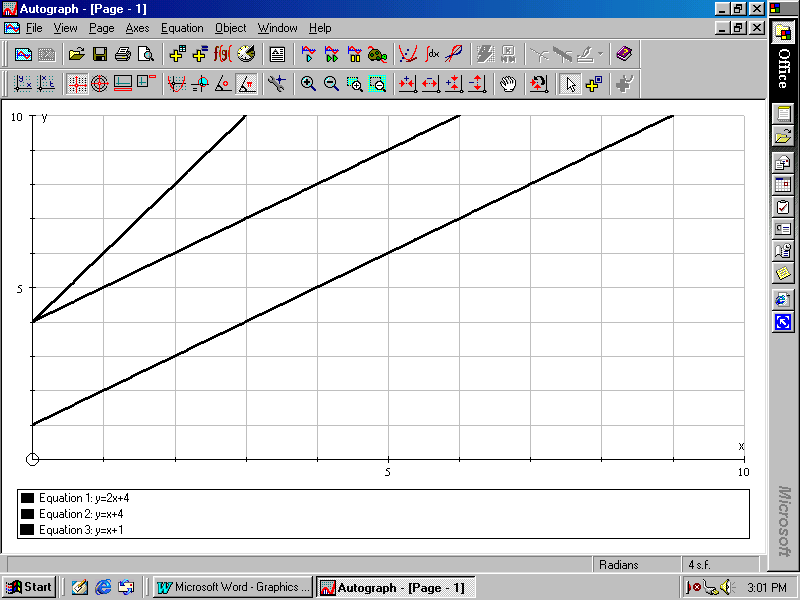 Autograph - [Page - 1]
File View Page Axes Equation Object Window Help
Office
10 y
5
x
5 10
Equation 1: y=2x+4
Equation 2: y=x+4
Equation 3: y=x+1
Microsoft
Radians 4 s.f.
Start Microsoft Word - Graphics ... Autograph - [Page - 1] 3:01 PM